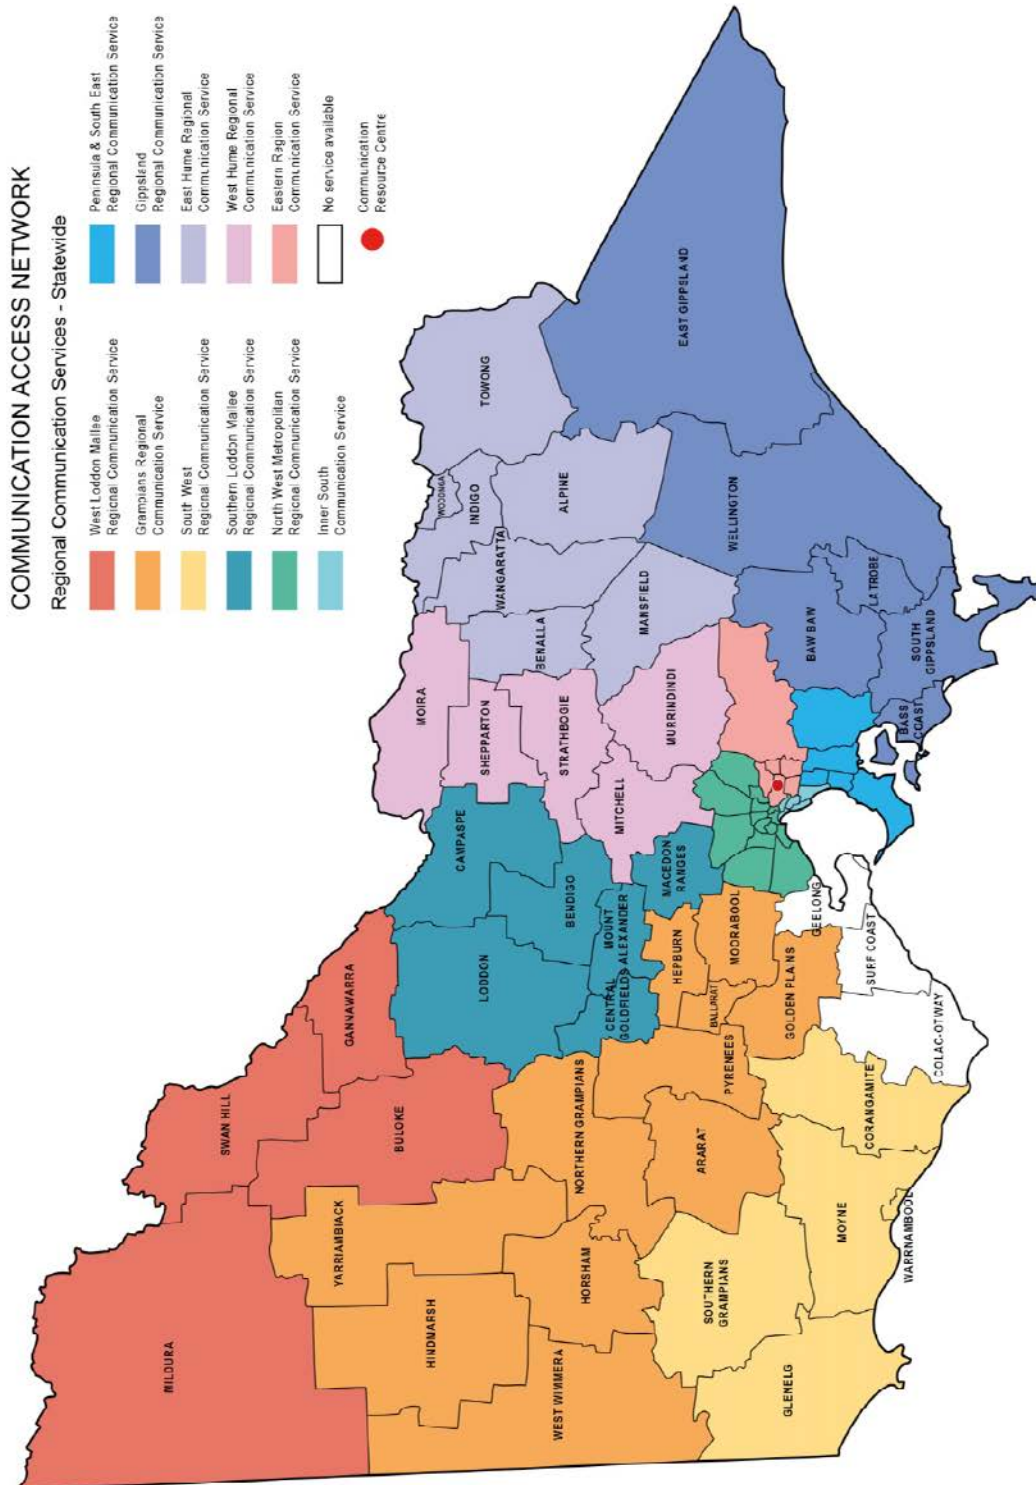 COMMUNICATION ACCESS NETWORK
Regional Communication Services - Statewide
West Loddon Mallee
Regional Communication Service
Grampians Regional
Communication Service
South West
Regional Communication Service
Southern Loddon Mallee
Regional Communication Service
North West Metropolitan
Regional Communication Service
Inner South
Communication Service
Peninsula & South East
Regional Communication Service
Gippsland
Regional Communication Service
East Hume Regional
Communication Service
West Hume Regional
Communication Service
Eastern Region
Communication Service
No service available
Communication
Resource Centre
MILDURA
SWAN HILL
GANNAWARRA
BULOKE
YARRIAMBIACK
HINDMARSH
WEST WIMMERA
HORSHAM
NORTHERN GRAMPIANS
ARARAT
PYRENEES
SOUTHERN
GRAMPIANS
GLENELG
MOYNE
WARRNAMBOOL
CORANGAMITE
COLAC-OTWAY
SURF COAST
GEELONG
GOLDEN PLAINS
BALLARAT
MOORABOOL
HEPBURN
LODDON
CAMPASPE
BENDIGO
CENTRAL
GOLDFIELDS
MOUNT
ALEXANDER
MACEDON
RANGES
MOIRA
SHEPPARTON
STRATHBOGIE
MITCHELL
MURRINDINDI
BENALLA
WANGARATTA
MANSFIELD
WODONGA
INDIGO
ALPINE
TOWONG
EAST GIPPSLAND
WELLINGTON
BAW BAW
LATROBE
SOUTH
GIPPSLAND
BASS
COAST